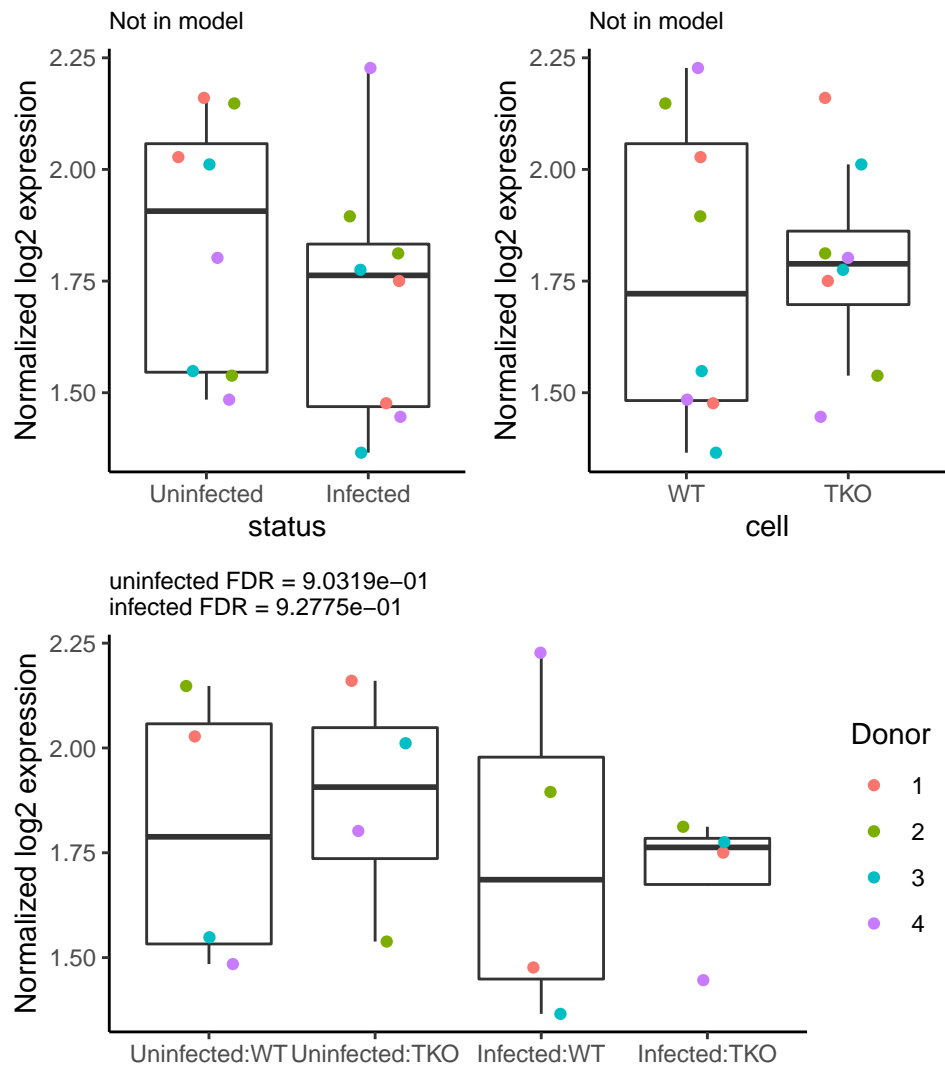 Not in model
Normalized log2 expression
2.25
2.00
1.75
1.50
Uninfected
Infected
status
Not in model
Normalized log2 expression
2.25
2.00
1.75
1.50
WT
TKO
cell
uninfected FDR = 9.0319e−01
infected FDR = 9.2775e−01
Normalized log2 expression
2.25
2.00
1.75
1.50
Uninfected:WT
Uninfected:TKO
Infected:WT
Infected:TKO
Donor
1
2
3
4